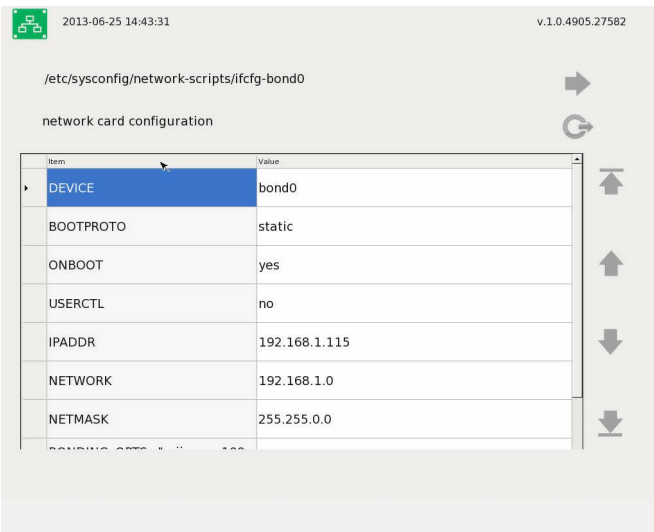 2013-06-25 14:43:31 v.1.0.4905.27582
/etc/sysconfig/network-scripts/ifcfg-bond0
network card configuration
Item Value
DEVICE bond0
BOOTPROTO static
ONBOOT yes
USERCTL no
IPADDR 192.168.1.115
NETWORK 192.168.1.0
NETMASK 255.255.0.0